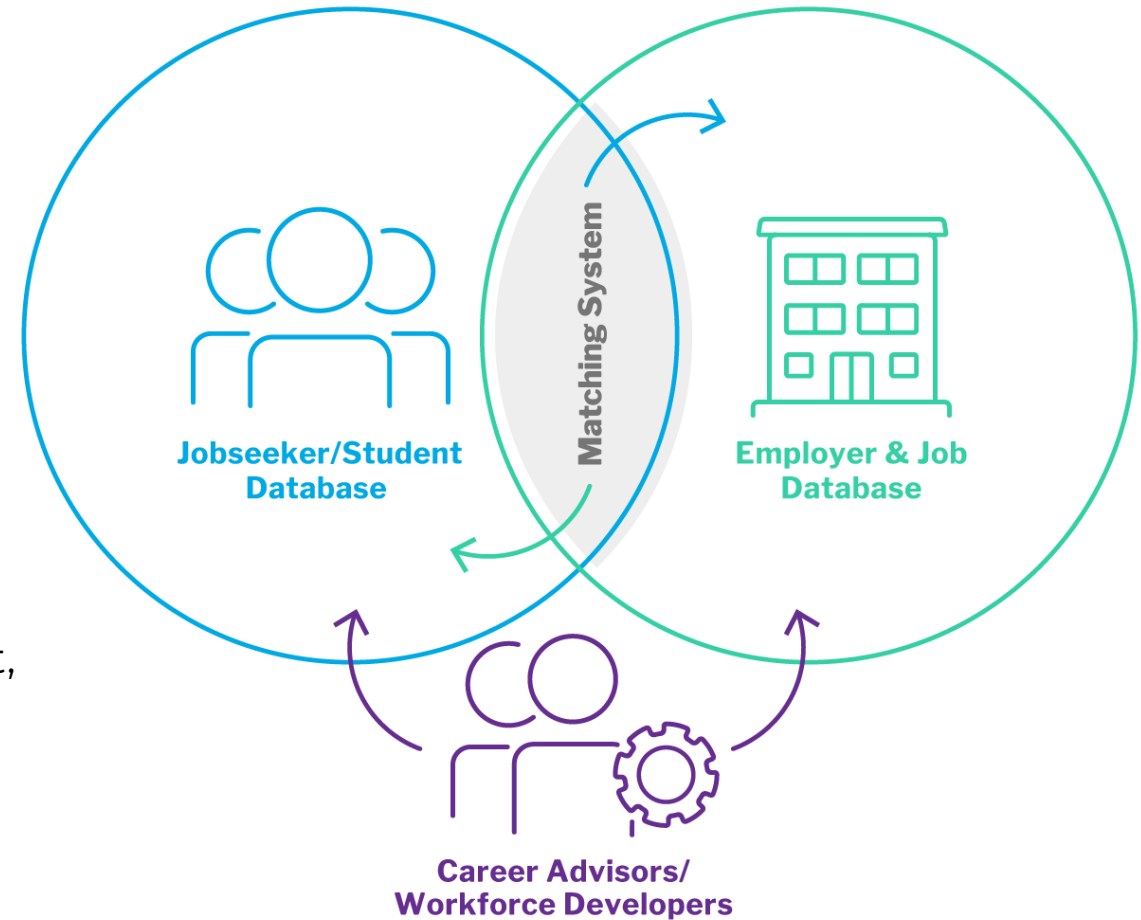 Matching System
Jobseeker/Student
Database
Employer & Job
Database
t,
Career Advisors/
Workforce Developers